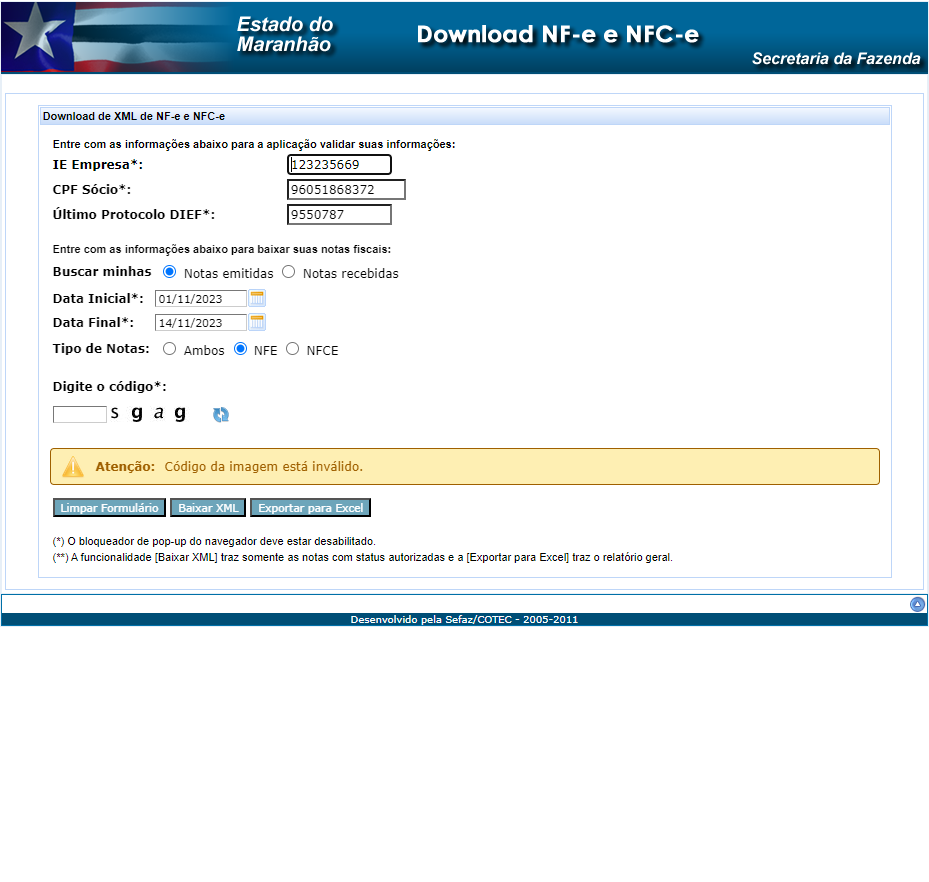 Estado do
Maranhão
Download NF-e e NFC-e
Secretaria da Fazenda
Download de XML de NF-e e NFC-e
Entre com as informações abaixo para a aplicação validar suas informações:
IE Empresa*: 123235669
CPF Sócio*: 96051868372
Último Protocolo DIEF*: 9550787
Entre com as informações abaixo para baixar suas notas fiscais:
Buscar minhas Notas emitidas Notas recebidas
Data Inicial*: 01/11/2023
Data Final*: 14/11/2023
Tipo de Notas: Ambos NFE NFCE
Digite o código*:
s g a g
Atenção: Código da imagem está inválido.
Limpar Formulário Baixar XML Exportar para Excel
(*) O bloqueador de pop-up do navegador deve estar desabilitado.
(**) A funcionalidade [Baixar XML] traz somente as notas com status autorizadas e a [Exportar para Excel] traz o relatório geral.
Desenvolvido pela Sefaz/COTEC - 2005-2011